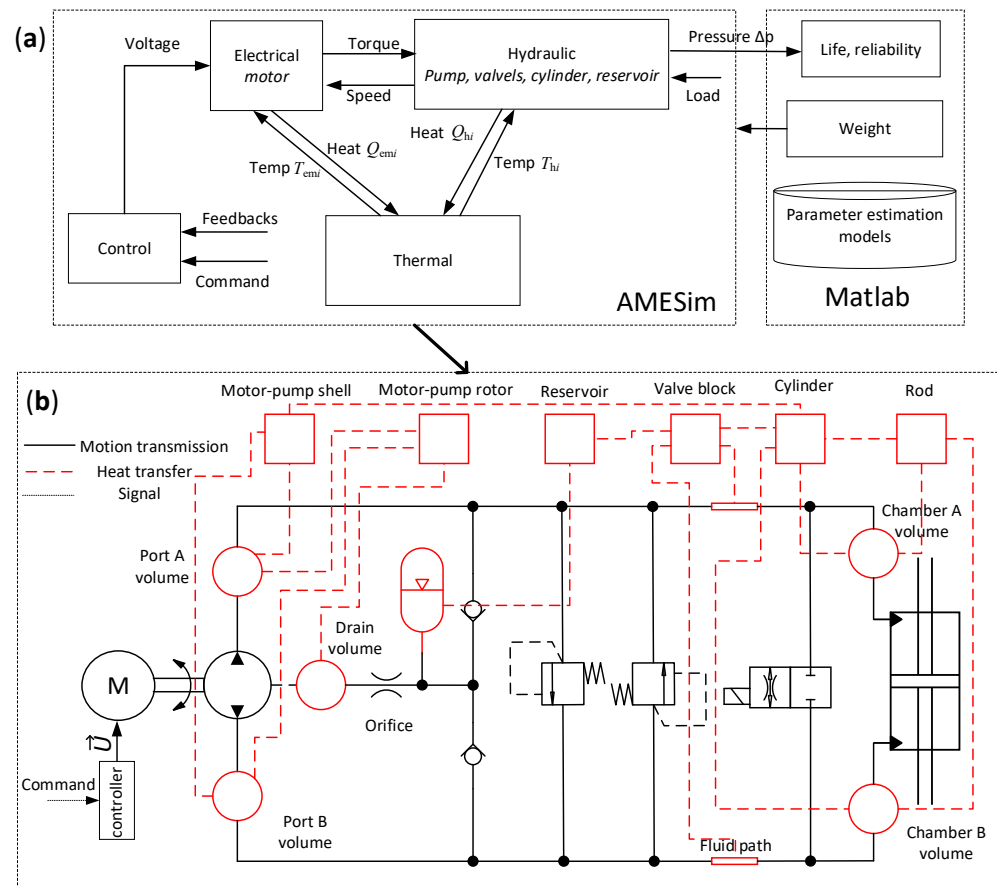 (a)
Voltage
Electrical
motor
Torque
Speed
Hydraulic
Pump, valvels, cylinder, reservoir
Pressure Δp
Load
Life, reliability
Weight
Parameter estimation
models
Matlab
Heat Qemi
Temp Temi
Heat Qhi
Temp Thi
Control
Feedbacks
Command
Thermal
AMESim
(b)
Motor-pump shell
Motor-pump rotor
Reservoir
Valve block
Cylinder
Rod
Motion transmission
Heat transfer
Signal
Port A
volume
Chamber A
volume
Drain
volume
M
Orifice
U
Command
controller
Port B
volume
Fluid path
Chamber B
volume